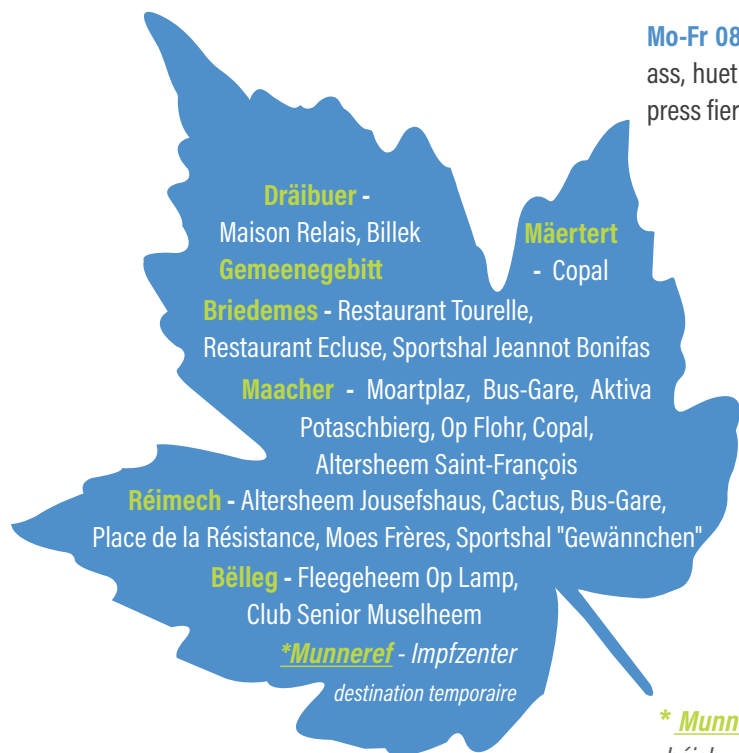 Mo-Fr 08
ass, huet
press fier
Dräibuer -
Maison Relais, Billek
Gemeenegebitt
Mäertert
- Copal
Briedemes - Restaurant Tourelle,
Restaurant Ecluse, Sportshal Jeannot Bonifas
Maacher - Moartplaz, Bus-Gare, Aktiva
Potaschbierg, Op Flohr, Copal,
Altersheem Saint-François
Réimech - Altersheem Jousefshaus, Cactus, Bus-Gare,
Place de la Résistance, Moes Frères, Sportshal "Gewännchen"
Bëlleg - Fleegeheem Op Lamp,
Club Senior Muselheem
*Munneref - Impfzenter
destination temporaire
* Munn